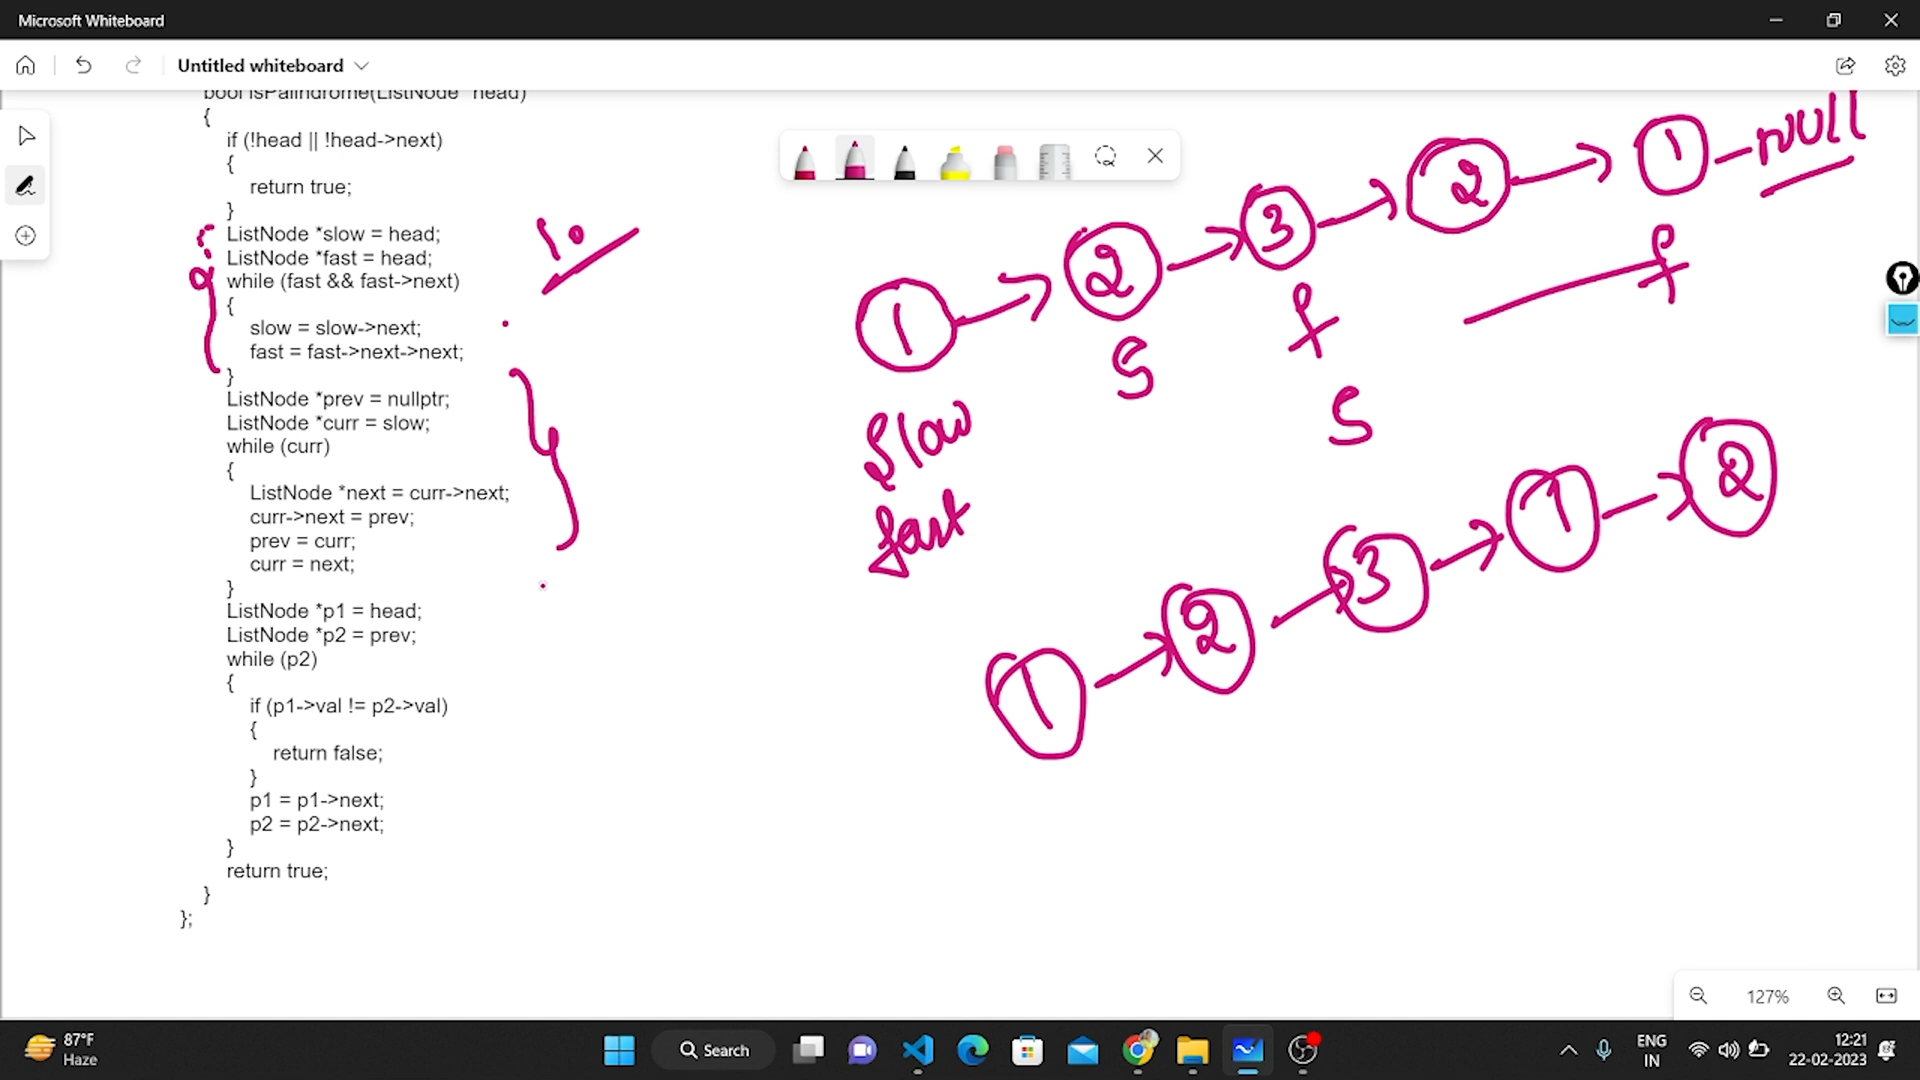 Microsoft Whiteboard
Untitled whiteboard
bool isPalindrome(ListNode *head)
{
if (!head || !head->next)
{
return true;
}
ListNode *slow = head;
ListNode *fast = head;
while (fast && fast->next)
{
slow = slow->next;
fast = fast->next->next;
}
ListNode *prev = nullptr;
ListNode *curr = slow;
while (curr)
{
ListNode *next = curr->next;
curr->next = prev;
prev = curr;
curr = next;
}
ListNode *p1 = head;
ListNode *p2 = prev;
while (p2)
{
if (p1->val != p2->val)
{
return false;
}
p1 = p1->next;
p2 = p2->next;
}
return true;
}
};
1 2 3 2 1 null
S f f
S
slow
fast
1 2 3 1 2
127%
87°F
Haze
Search
ENG
IN
12:21
22-02-2023